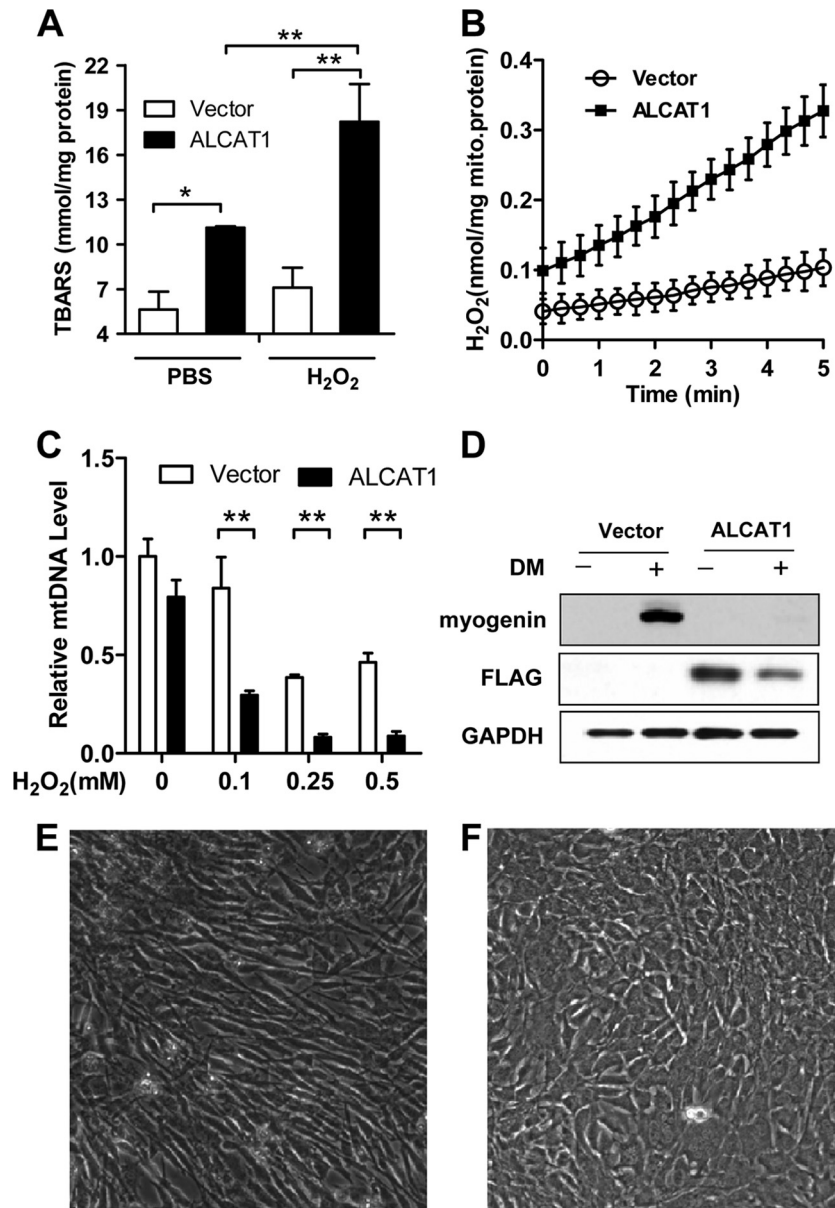 A
TBARS (mmol/mg protein)
22
19
16
13
10
7
4
Vector
ALCAT1
*
**
**
PBS
H₂O₂
B
H₂O₂(nmol/mg mito.protein)
0.4
0.3
0.2
0.1
0.0
Vector
ALCAT1
0 1 2 3 4 5
Time (min)
C
Relative mtDNA Level
1.5
1.0
0.5
0.0
Vector
ALCAT1
** ** **
H₂O₂(mM) 0 0.1 0.25 0.5
D
Vector ALCAT1
DM − + − +
myogenin
FLAG
GAPDH
E
F